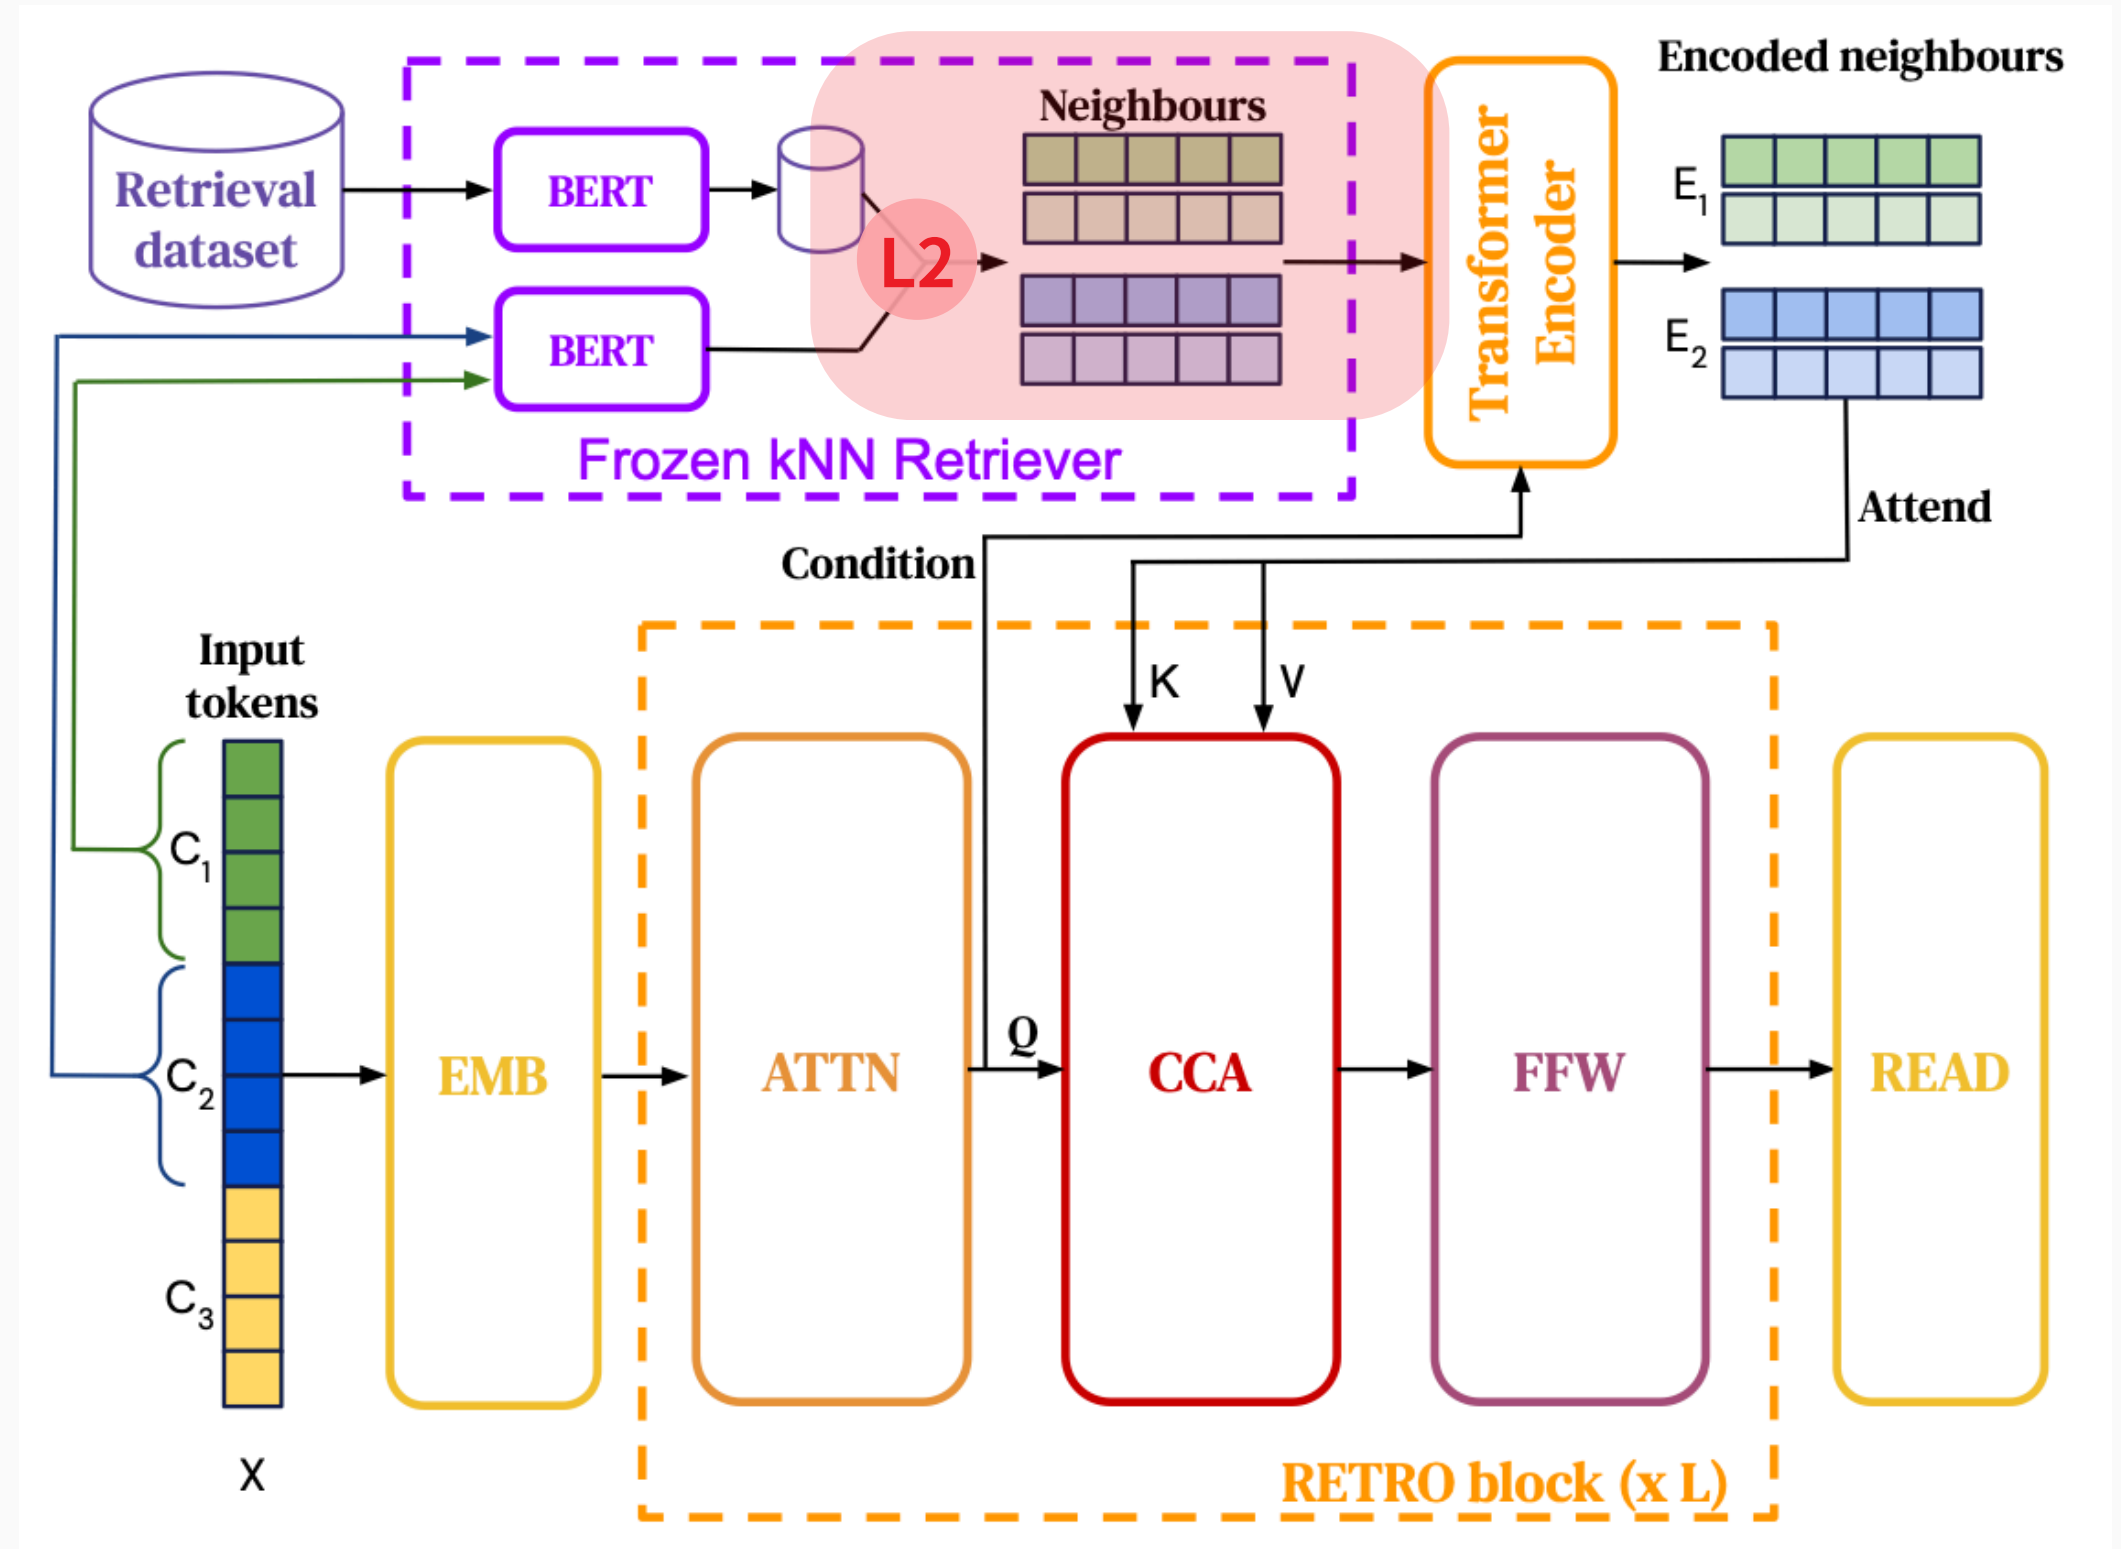 Encoded neighbours
Neighbours
Retrieval
dataset
BERT
L2
BERT
Transformer
Encoder
E1
E2
Frozen kNN Retriever
Attend
Condition
Input
tokens
K
V
C1
Q
C2
EMB
ATTN
CCA
FFW
READ
C3
X
RETRO block (x L)